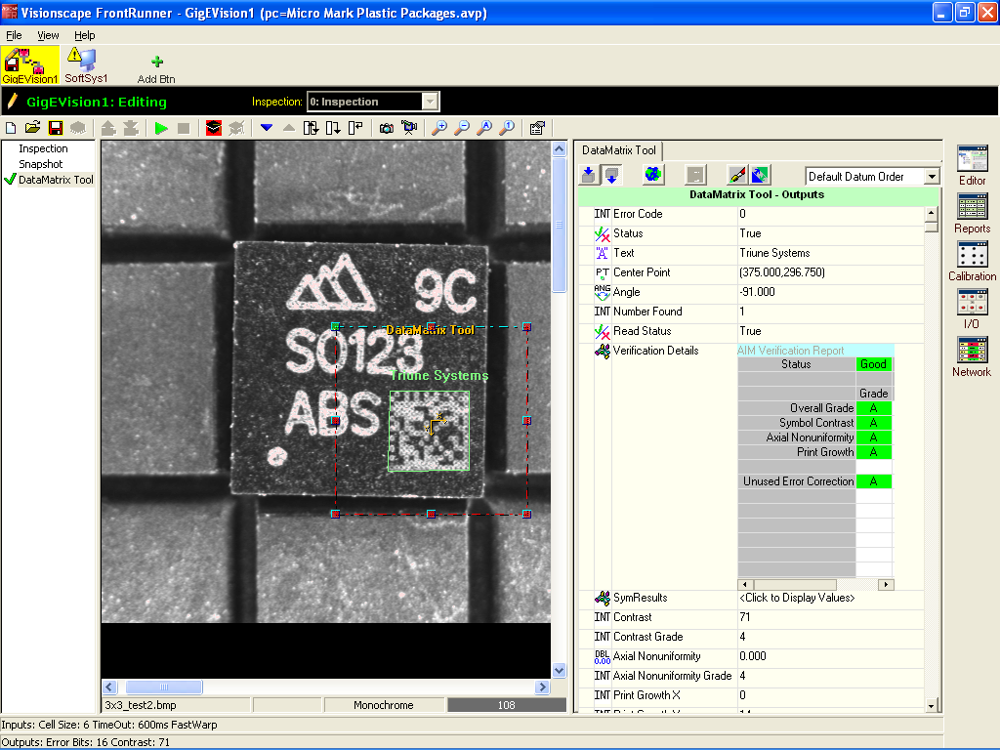 Visionscape FrontRunner - GigEVision1 (pc=Micro Mark Plastic Packages.avp)
File View Help
GigEVision1 SoftSys1 Add Btn
GigEVision1: Editing Inspection: 0: Inspection
Inspection
Snapshot
DataMatrix Tool
9C
DataMatrix Tool
S0123
Triune Systems
ABS
3x3_test2.bmp Monochrome 108
DataMatrix Tool
Default Datum Order
DataMatrix Tool - Outputs
INT Error Code 0
Status True
"A" Text Triune Systems
PT Center Point (375.000,296.750)
ANG Angle -91.000
INT Number Found 1
Read Status True
Verification Details AIM Verification Report
Status Good
Grade
Overall Grade A
Symbol Contrast A
Axial Nonuniformity A
Print Growth A
Unused Error Correction A
SymResults <Click to Display Values>
INT Contrast 71
INT Contrast Grade 4
DBL 0.00 Axial Nonuniformity 0.000
INT Axial Nonuniformity Grade 4
INT Print Growth X 0
Editor
Reports
Calibration
I/O
Network
Inputs: Cell Size: 6 TimeOut: 600ms FastWarp
Outputs: Error Bits: 16 Contrast: 71